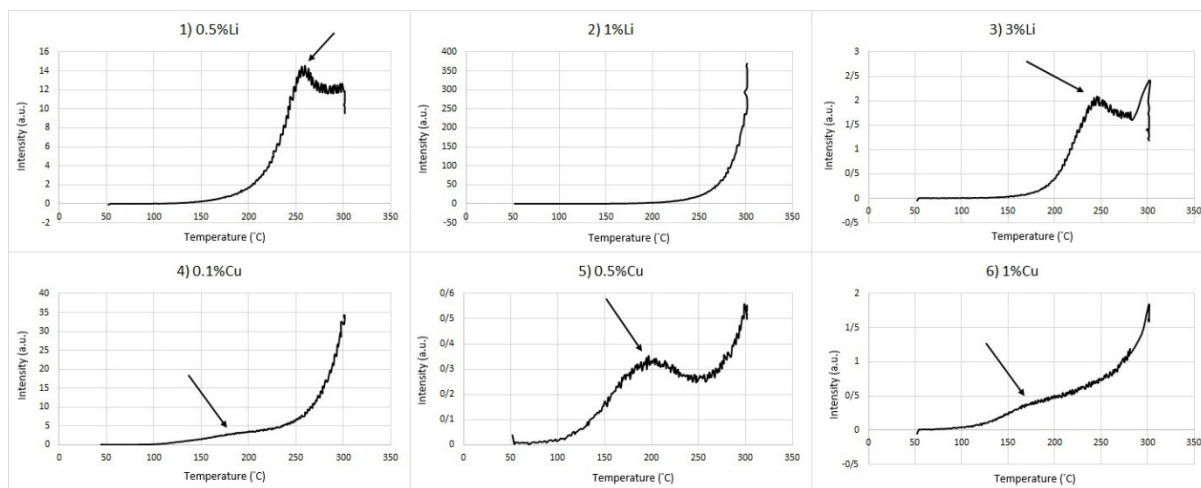 1) 0.5%Li
Intensity (a.u.)
16
14
12
10
8
6
4
2
0
-2
0 50 100 150 200 250 300 350
Temperature (˚C)
2) 1%Li
Intensity (a.u.)
400
350
300
250
200
150
100
50
0
-50
0 50 100 150 200 250 300 350
Temperature (˚C)
3) 3%Li
Intensity (a.u.)
3
2/5
2
1/5
1
0/5
0
-0/5
0 50 100 150 200 250 300 350
Temperature (˚C)
4) 0.1%Cu
Intensity (a.u.)
40
35
30
25
20
15
10
5
0
0 50 100 150 200 250 300 350
Temperature (˚C)
5) 0.5%Cu
Intensity (a.u.)
0/6
0/5
0/4
0/3
0/2
0/1
0
0 50 100 150 200 250 300 350
Temperature (˚C)
6) 1%Cu
Intensity (a.u.)
2
1/5
1
0/5
0
-0/5
0 50 100 150 200 250 300 350
Temperature (˚C)